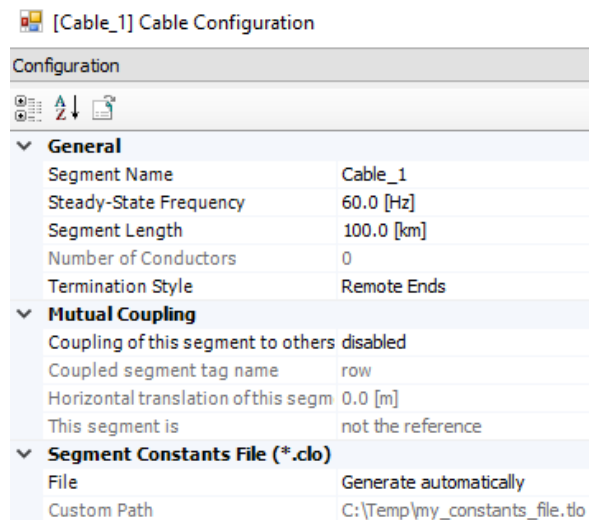 [Cable_1] Cable Configuration
Configuration
General
Segment Name Cable_1
Steady-State Frequency 60.0 [Hz]
Segment Length 100.0 [km]
Number of Conductors 0
Termination Style Remote Ends
Mutual Coupling
Coupling of this segment to others disabled
Coupled segment tag name row
Horizontal translation of this segm 0.0 [m]
This segment is not the reference
Segment Constants File (*.clo)
File Generate automatically
Custom Path C:\Temp\my_constants_file.tlo